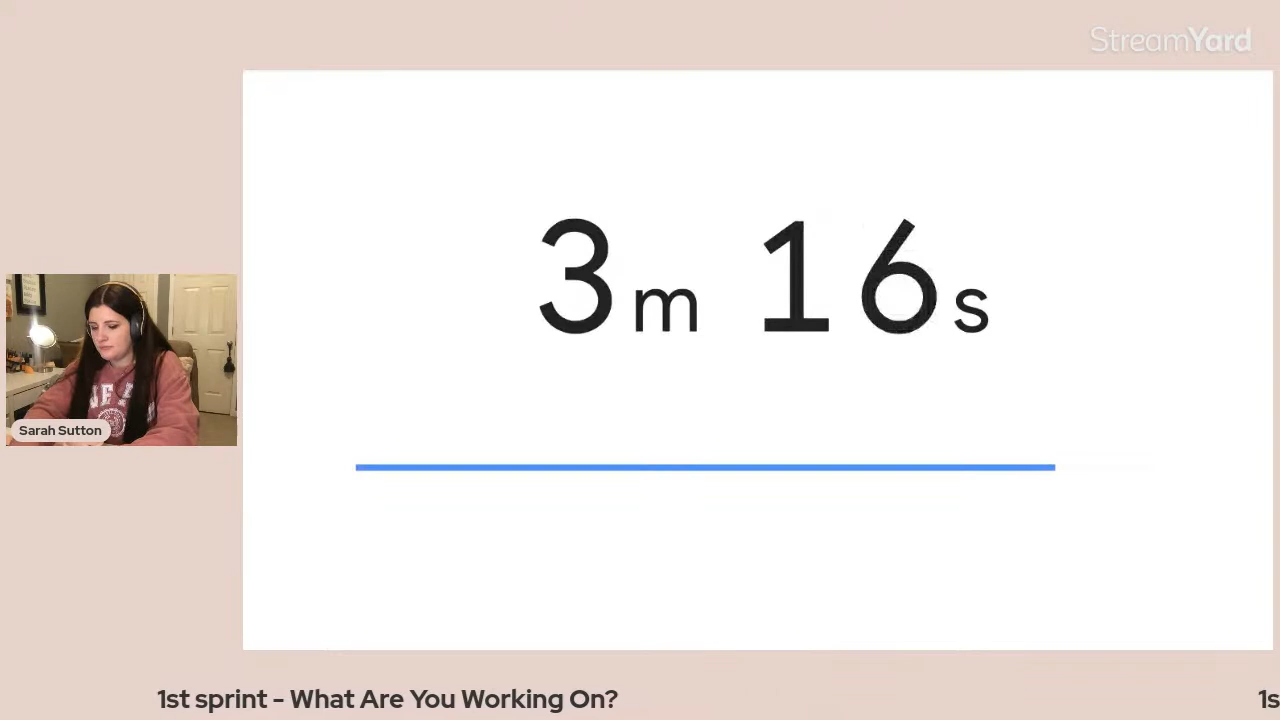 StreamYard
3m 16s
Sarah Sutton
1st sprint - What Are You Working On?
1s